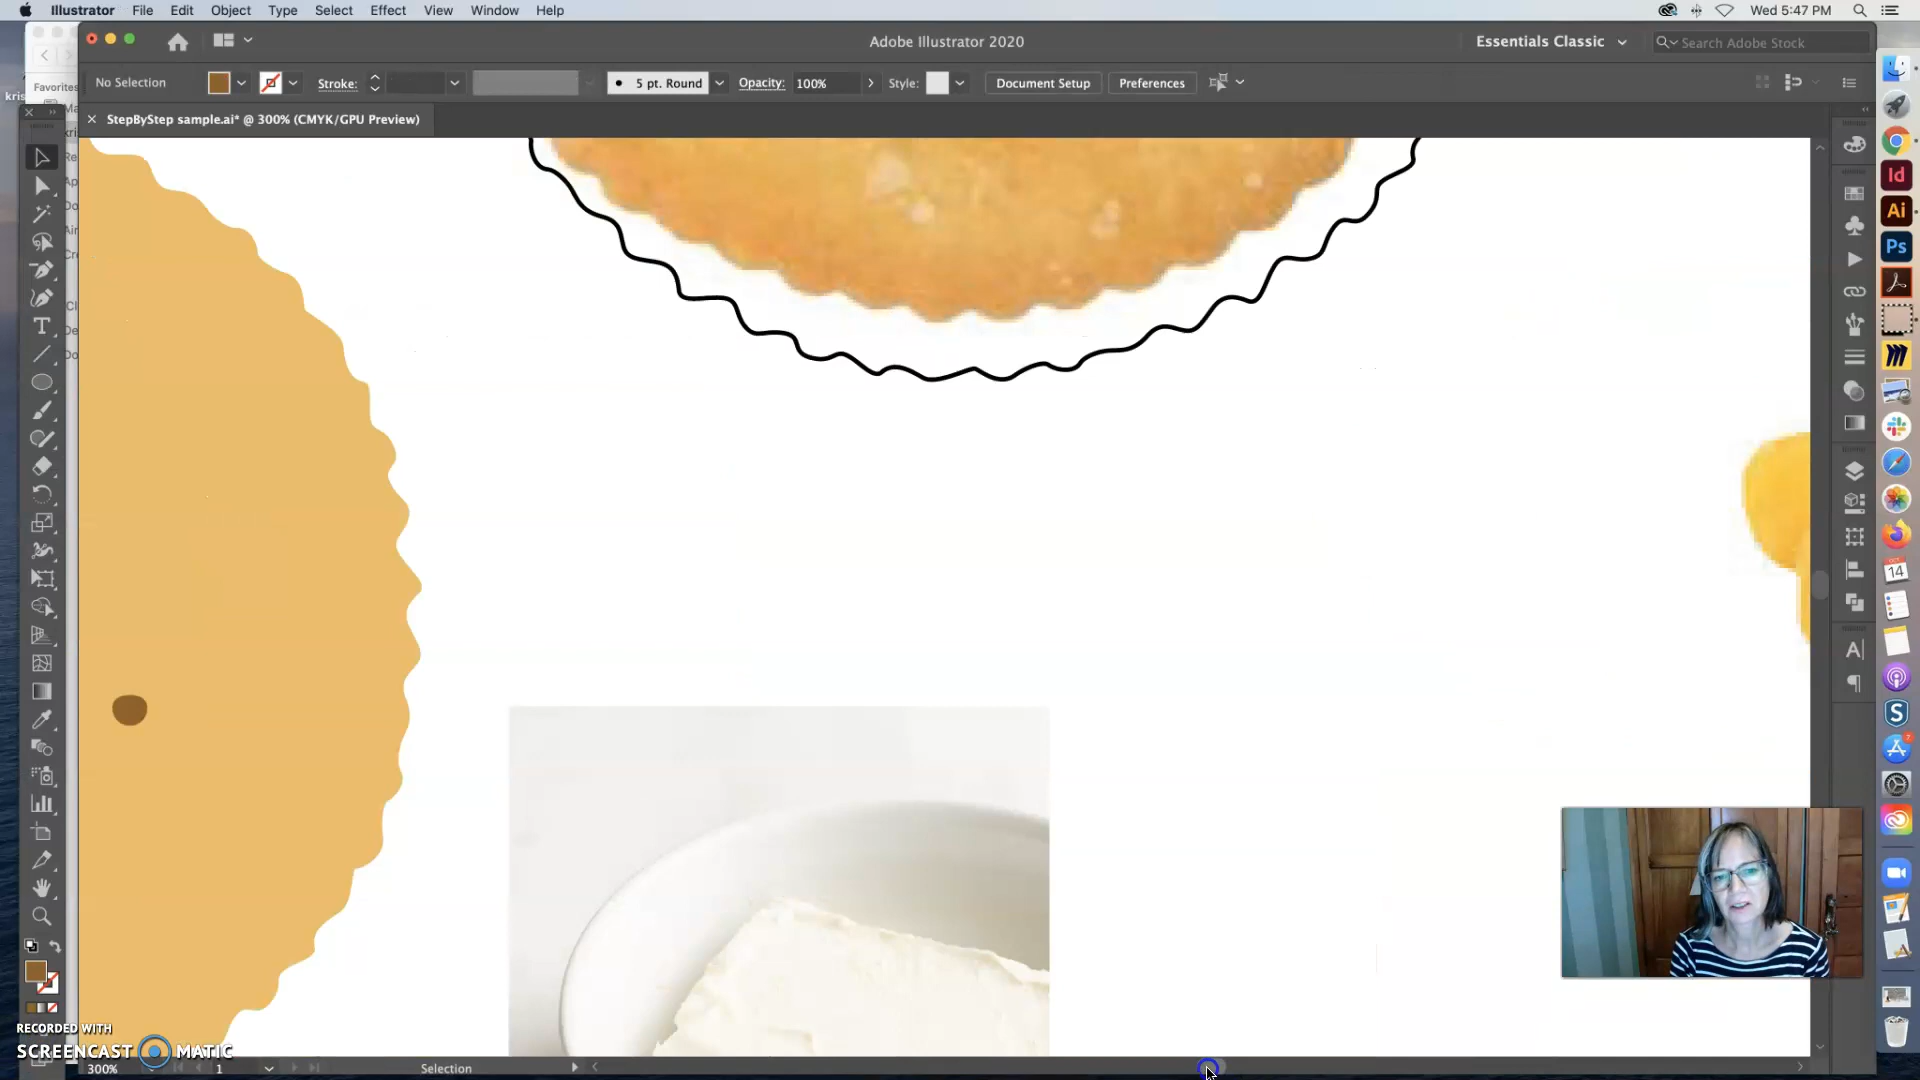 Illustrator File Edit Object Type Select Effect View Window Help Wed 5:47 PM
Adobe Illustrator 2020 Essentials Classic Search Adobe Stock
No Selection Stroke: 5 pt. Round Opacity: 100% Style: Document Setup Preferences
Favorites
StepByStep sample.ai* @ 300% (CMYK/GPU Preview)
Id
Ai
Ps
14
RECORDED WITH
SCREENCAST MATIC
300% 1 Selection